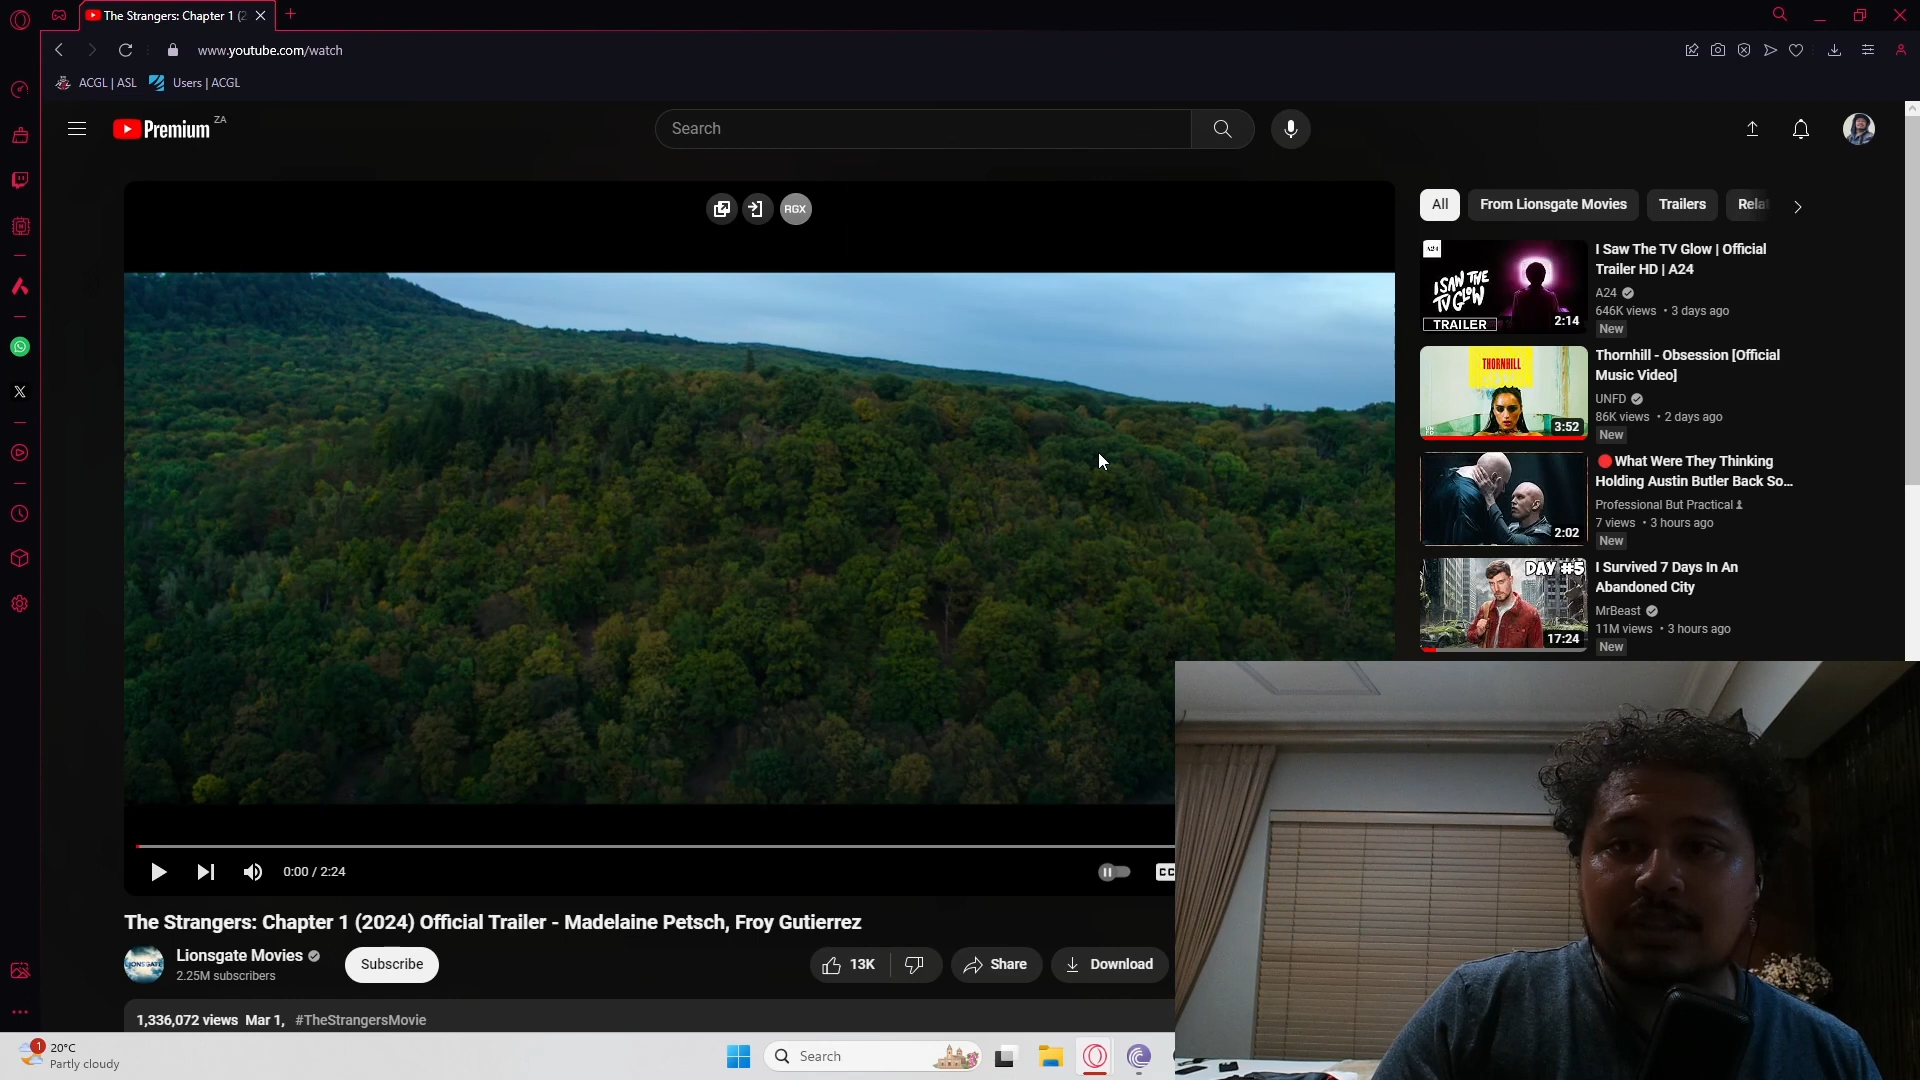 The Strangers: Chapter 1 (2
www.youtube.com/watch
ACGL | ASL
Users | ACGL
Premium ZA
Search
RGX
All
From Lionsgate Movies
Trailers
Rela
A24
I SAW THE TV GLOW
TRAILER
2:14
I Saw The TV Glow | Official
Trailer HD | A24
A24
646K views • 3 days ago
New
THORNHILL
3:52
Thornhill - Obsession [Official
Music Video]
UNFD
86K views • 2 days ago
New
2:02
What Were They Thinking
Holding Austin Butler Back So...
Professional But Practical
7 views • 3 hours ago
New
DAY #5
17:24
I Survived 7 Days In An
Abandoned City
MrBeast
11M views • 3 hours ago
New
0:00 / 2:24
CC
The Strangers: Chapter 1 (2024) Official Trailer - Madelaine Petsch, Froy Gutierrez
LIONSGATE
Lionsgate Movies
2.25M subscribers
Subscribe
13K
Share
Download
1,336,072 views Mar 1, #TheStrangersMovie
1
20°C
Partly cloudy
Search